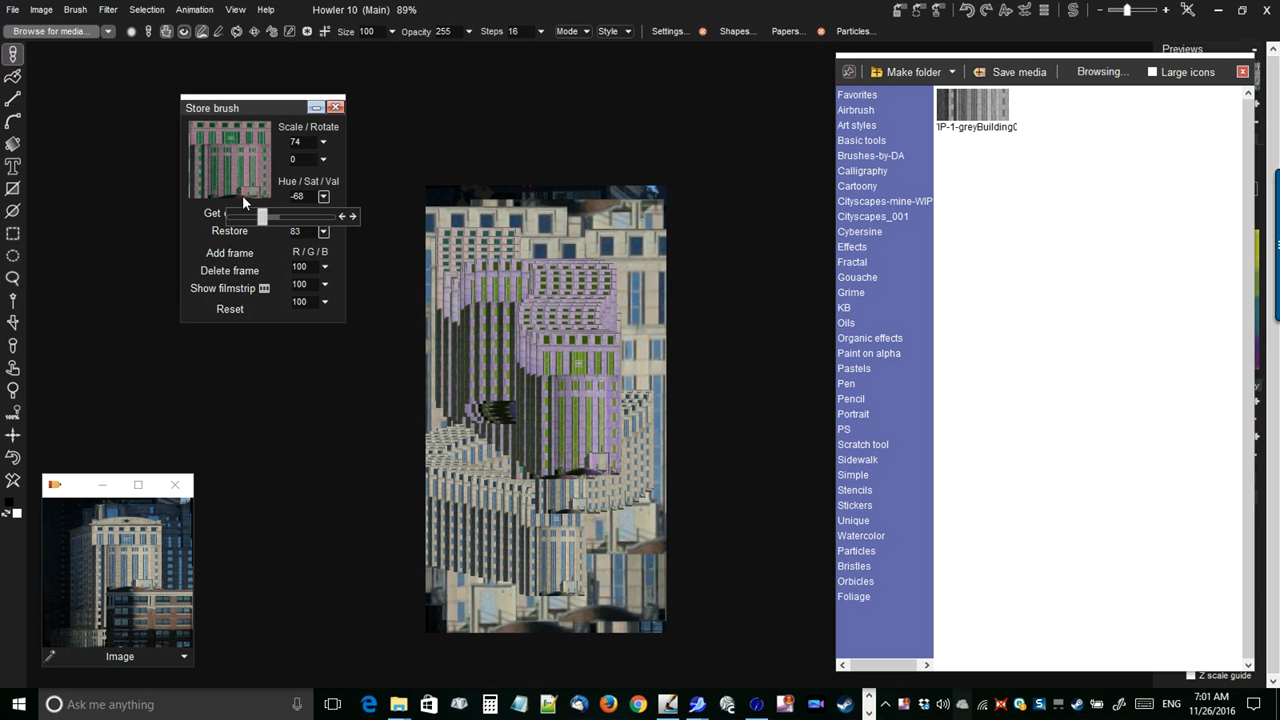 File Image Brush Filter Selection Animation View Help Howler 10 (Main) 89%
Browse for media... Size 100 Opacity 255 Steps 16 Mode Style Settings... Shapes... Papers... Particles...
Previews
Make folder Save media Browsing... Large icons
Store brush
Scale / Rotate
74
0
Hue / Sat / Val
-68
Get
Restore 83
Add frame R / G / B
100
Delete frame
100
Show filmstrip
100
Reset
Favorites
Airbrush
Art styles
Basic tools
Brushes-by-DA
Calligraphy
Cartoony
Cityscapes-mine-WIP
Cityscapes_001
Cybersine
Effects
Fractal
Gouache
Grime
KB
Oils
Organic effects
Paint on alpha
Pastels
Pen
Pencil
Portrait
PS
Scratch tool
Sidewalk
Simple
Stencils
Stickers
Unique
Watercolor
Particles
Bristles
Orbicles
Foliage
IP-1-greyBuilding
100%
Image
Z scale guide
Ask me anything
ENG
7:01 AM
11/26/2016